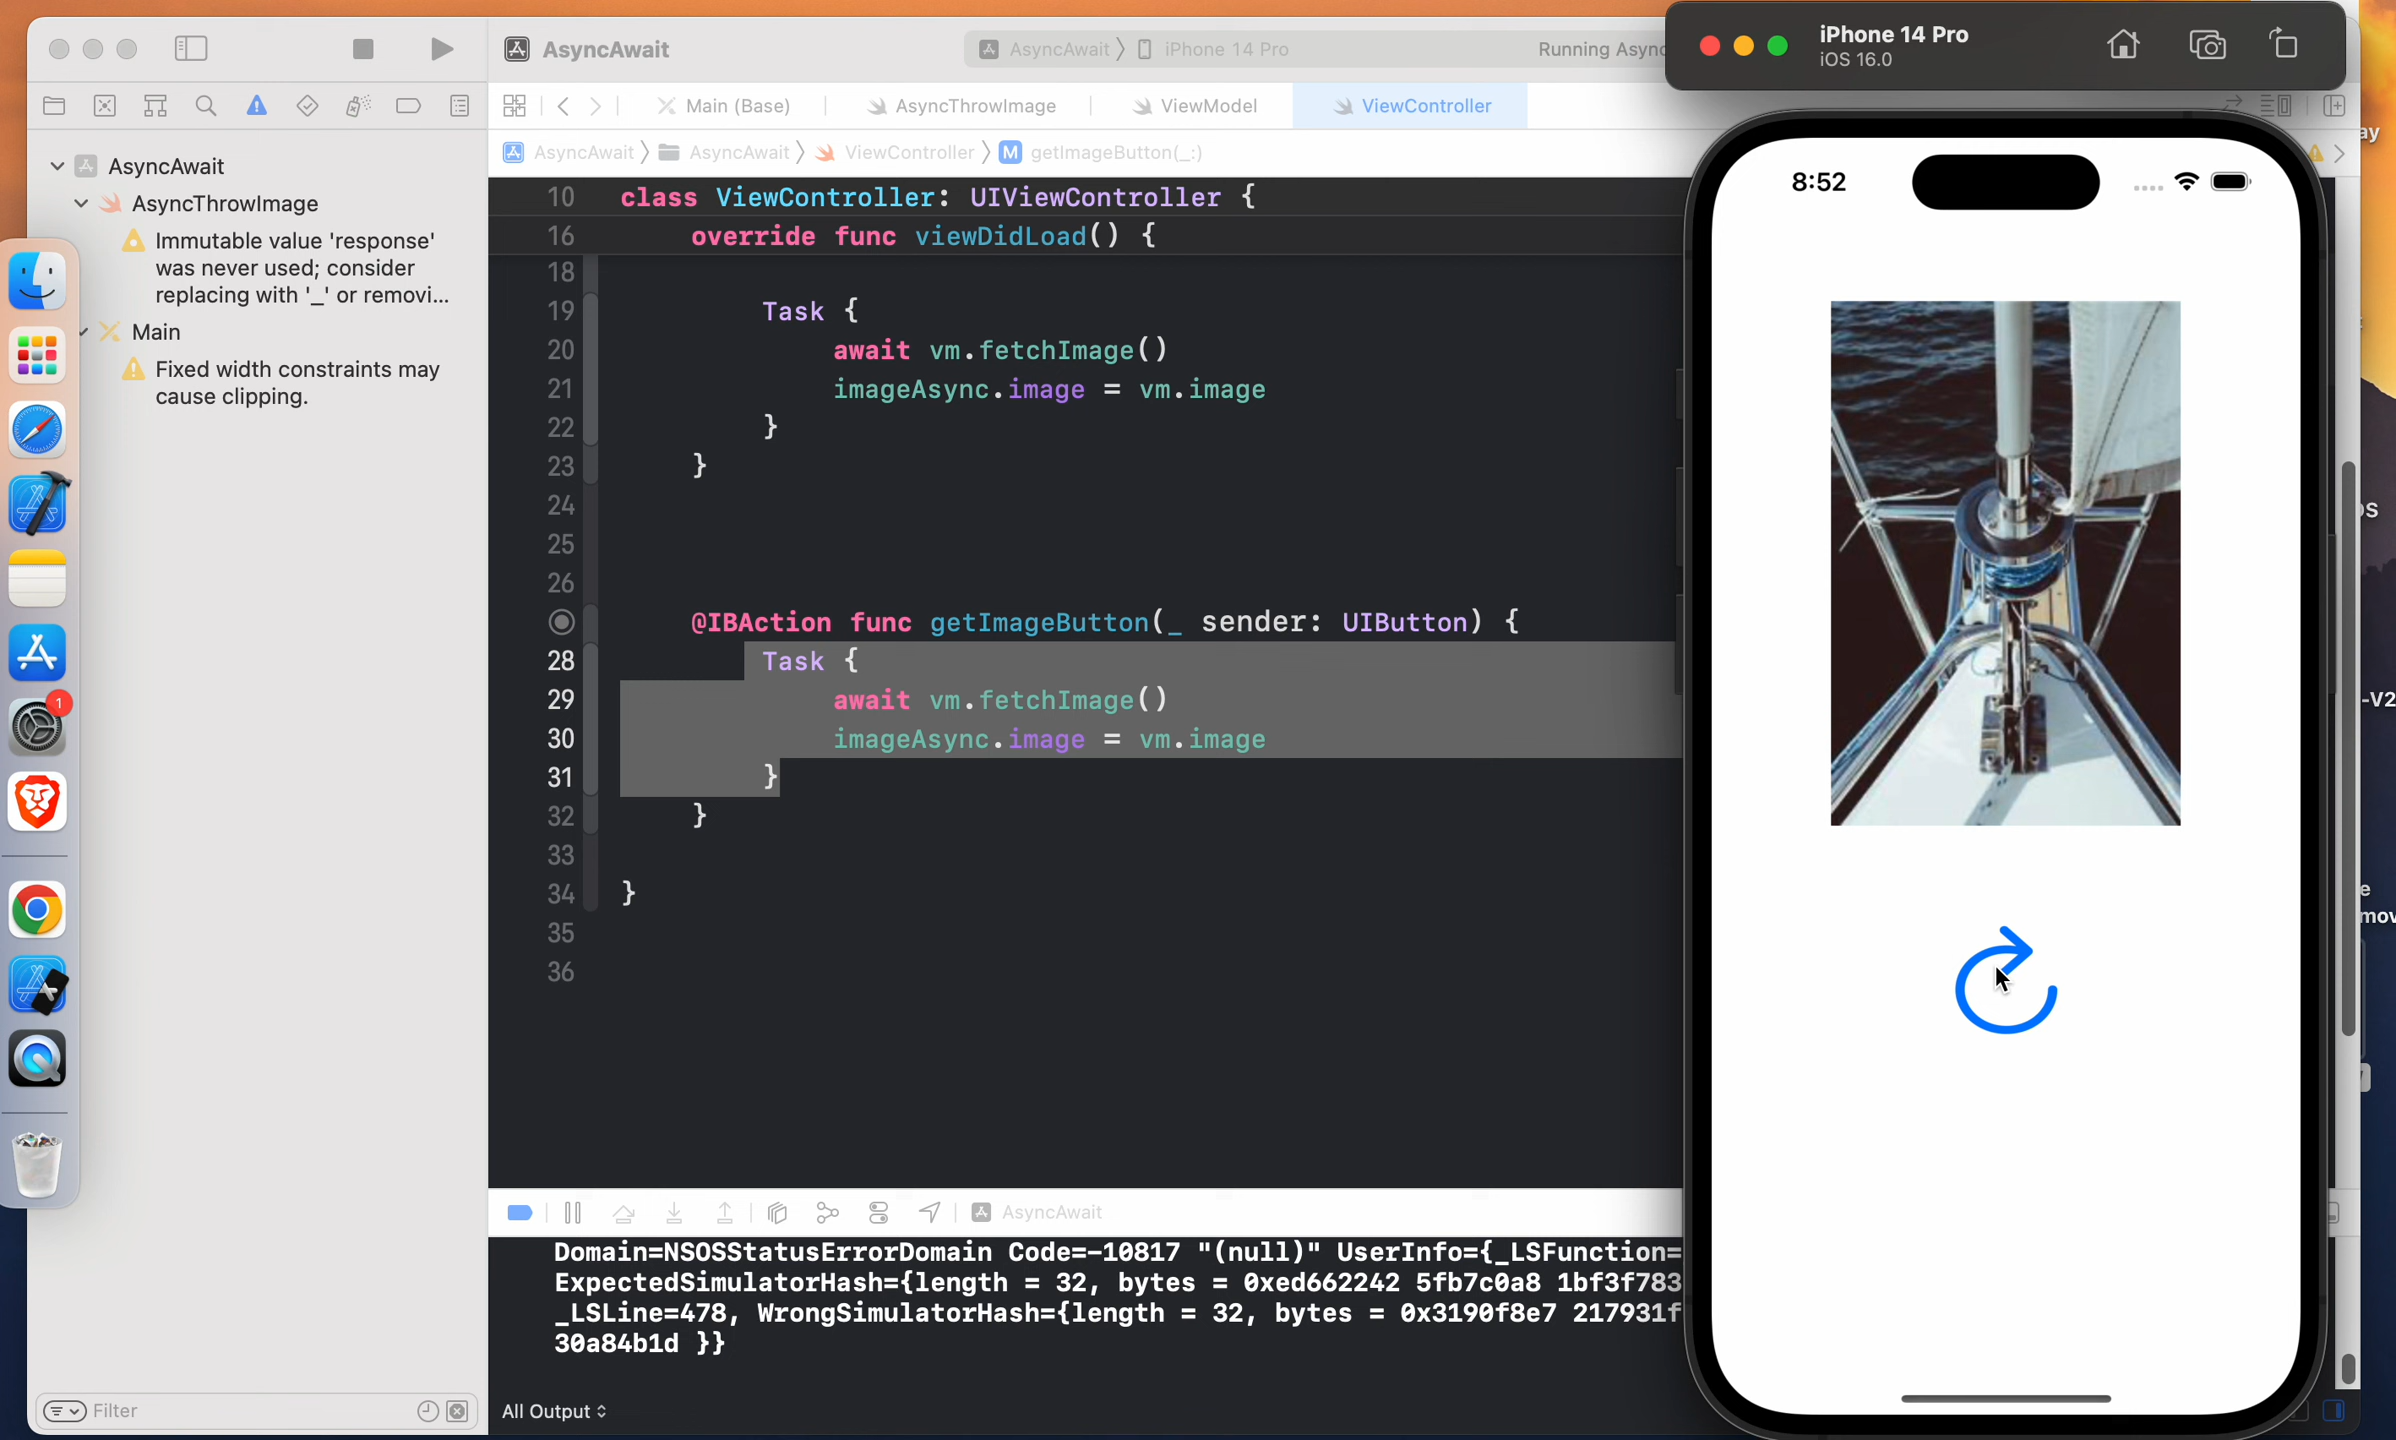 AsyncAwait
AsyncAwait
iPhone 14 Pro
Running
iPhone 14 Pro
iOS 16.0
Main (Base)
AsyncThrowImage
ViewModel
ViewController
AsyncAwait
AsyncAwait
ViewController
M
getImageButton(_:)
AsyncAwait
AsyncThrowImage
Immutable value 'response'
was never used; consider
replacing with '_' or removi...
Main
Fixed width constraints may
cause clipping.
1
10 class ViewController: UIViewController {
16 override func viewDidLoad() {
18
19 Task {
20 await vm.fetchImage()
21 imageAsync.image = vm.image
22 }
23 }
24
25
26
@IBAction func getImageButton(_ sender: UIButton) {
28 Task {
29 await vm.fetchImage()
30 imageAsync.image = vm.image
31 }
32 }
33
34 }
35
36
8:52
AsyncAwait
Domain=NSOSStatusErrorDomain Code=-10817 "(null)" UserInfo={_LSFunction=
ExpectedSimulatorHash={length = 32, bytes = 0xed662242 5fb7c0a8 1bf3f783
_LSLine=478, WrongSimulatorHash={length = 32, bytes = 0x3190f8e7 217931f
30a84b1d }}
Filter
All Output
-V2